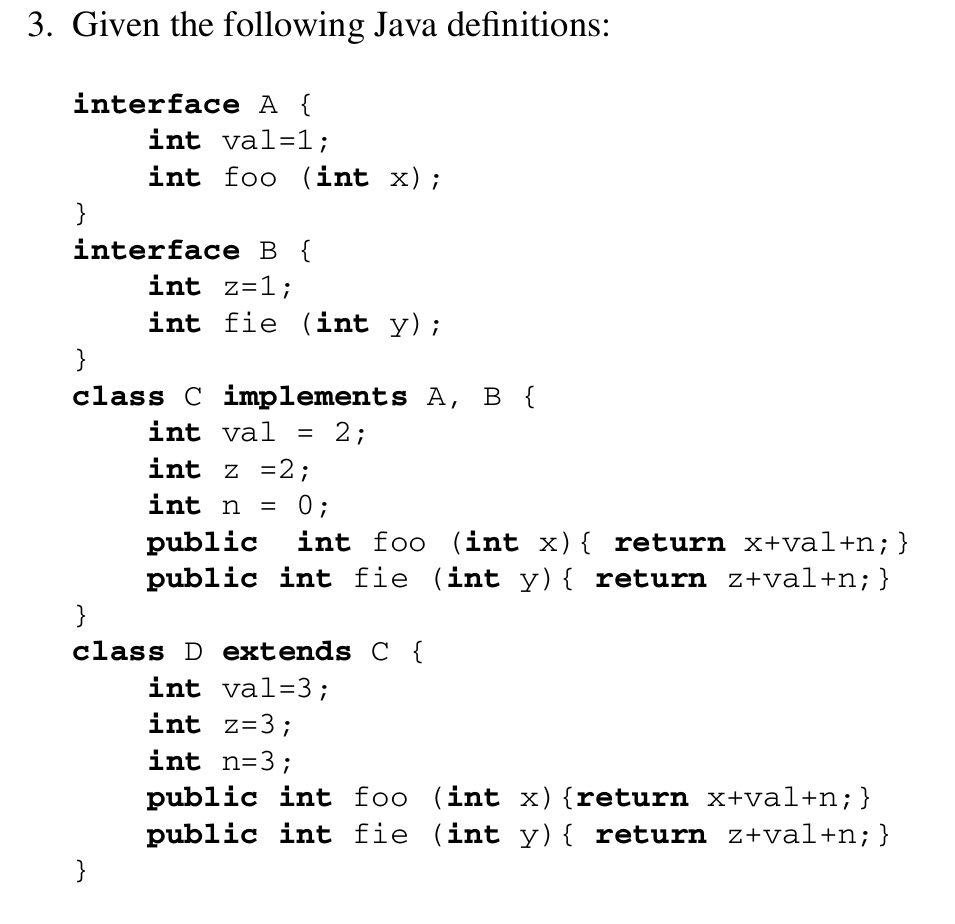 3. Given the following Java definitions:
interface A {
    int val=1;
    int foo (int x);
}
interface B {
    int z=1;
    int fie (int y);
}
class C implements A, B {
    int val = 2;
    int z =2;
    int n = 0;
    public  int foo (int x){ return x+val+n;}
    public int fie (int y){ return z+val+n;}
}
class D extends C {
    int val=3;
    int z=3;
    int n=3;
    public int foo (int x){return x+val+n;}
    public int fie (int y){ return z+val+n;}
}